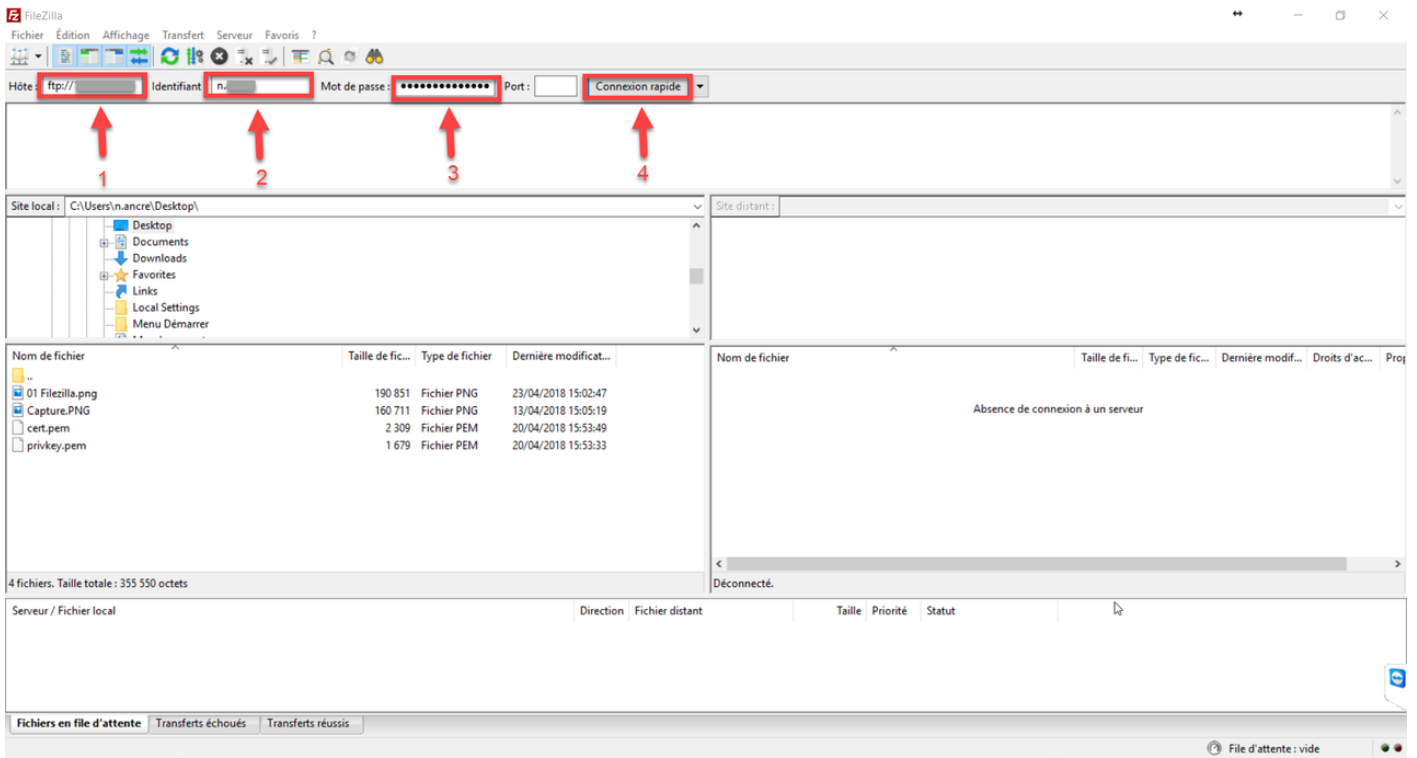 FileZilla
Fichier Édition Affichage Transfert Serveur Favoris ?
Hôte : ftp:// Identifiant n. Mot de passe : ●●●●●●●●●●●●●● Port : Connexion rapide
1 2 3 4
Site local : C:\Users\n.ancre\Desktop\ Site distant :
Desktop
Documents
Downloads
Favorites
Links
Local Settings
Menu Démarrer
Nom de fichier Taille de fic... Type de fichier Dernière modificat...
..
01 Filezilla.png 190 851 Fichier PNG 23/04/2018 15:02:47
Capture.PNG 160 711 Fichier PNG 13/04/2018 15:05:19
cert.pem 2 309 Fichier PEM 20/04/2018 15:53:49
privkey.pem 1 679 Fichier PEM 20/04/2018 15:53:33
4 fichiers. Taille totale : 355 550 octets
Nom de fichier Taille de fi... Type de fic... Dernière modif... Droits d'ac... Prop
Absence de connexion à un serveur
Déconnecté.
Serveur / Fichier local Direction Fichier distant Taille Priorité Statut
Fichiers en file d'attente Transferts échoués Transferts réussis
File d'attente : vide